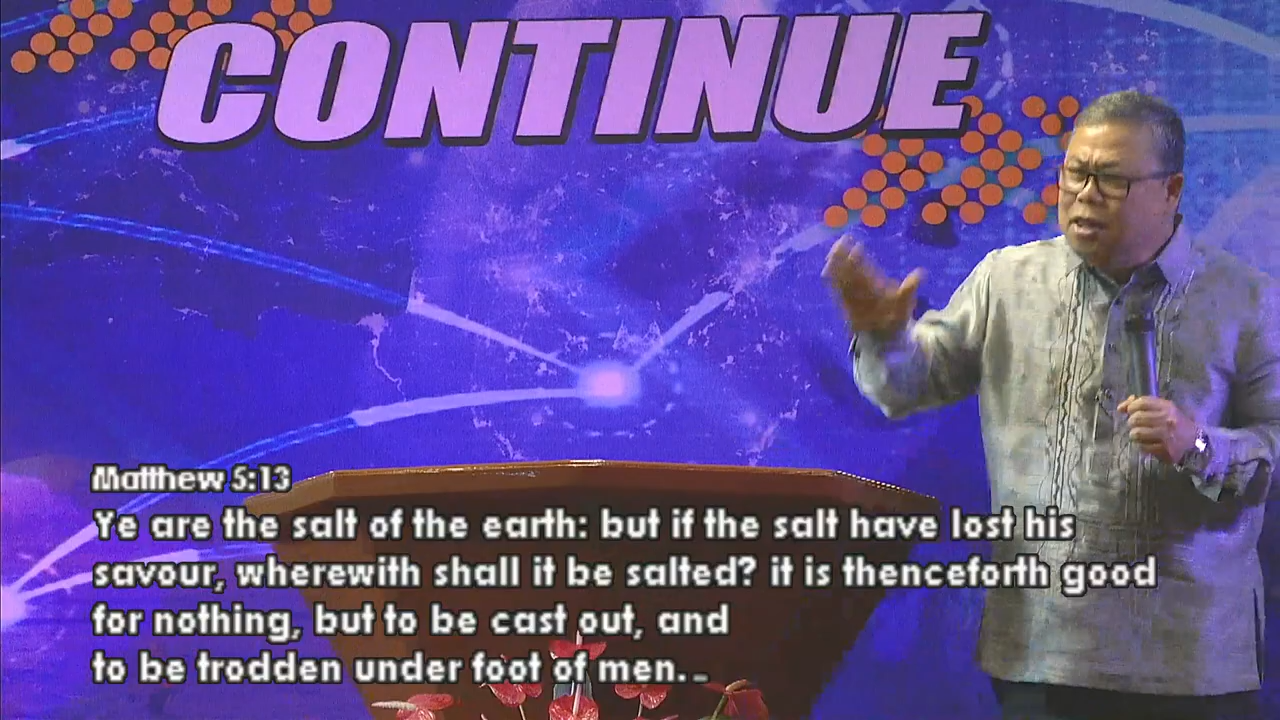 CONTINUE
Matthew 5:13
Ye are the salt of the earth: but if the salt have lost his
savour, wherewith shall it be salted? it is thenceforth good
for nothing, but to be cast out, and
to be trodden under foot of men. _